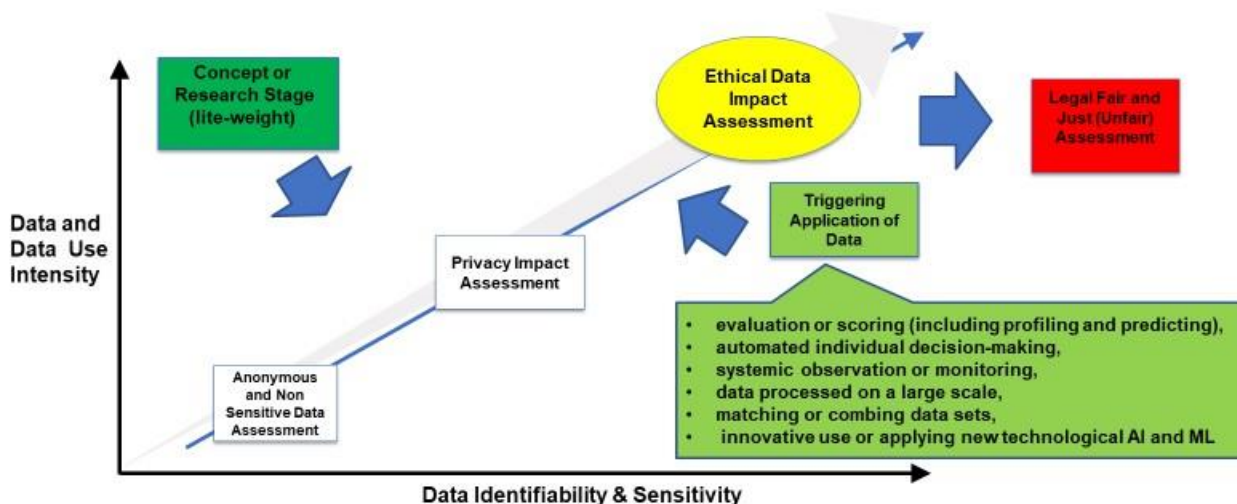 Concept or
Research Stage
(lite-weight)
Ethical Data
Impact
Assessment
Legal Fair and
Just (Unfair)
Assessment
Data and
Data Use
Intensity
Privacy Impact
Assessment
Triggering
Application of
Data
Anonymous
and Non
Sensitive Data
Assessment
• evaluation or scoring (including profiling and predicting),
• automated individual decision-making,
• systemic observation or monitoring,
• data processed on a large scale,
• matching or combing data sets,
• innovative use or applying new technological AI and ML
Data Identifiability & Sensitivity